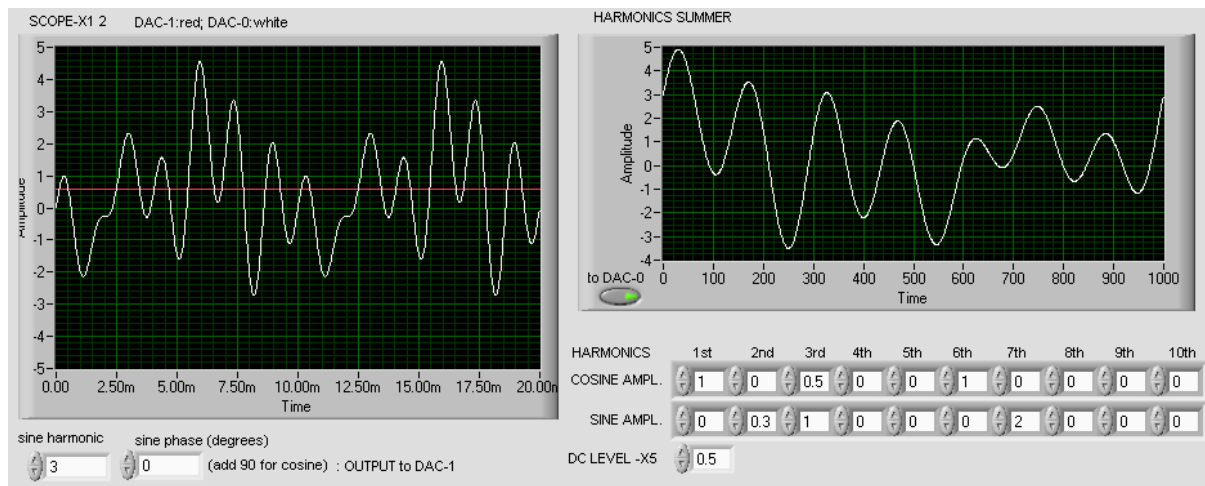 SCOPE-X1 2 DAC-1:red; DAC-0:white
Amplitude
5
4
3
2
1
0
-1
-2
-3
-4
-5
0.00 2.50m 5.00m 7.50m 10.00m 12.50m 15.00m 17.50m 20.00m
Time
sine harmonic sine phase (degrees)
3 0 (add 90 for cosine) : OUTPUT to DAC-1
HARMONICS SUMMER
Amplitude
5
4
3
2
1
0
-1
-2
-3
-4
to DAC-0
0 100 200 300 400 500 600 700 800 900 1000
Time
HARMONICS 1st 2nd 3rd 4th 5th 6th 7th 8th 9th 10th
COSINE AMPL. 1 0 0.5 0 0 1 0 0 0 0
SINE AMPL. 0 0.3 1 0 0 0 2 0 0 0
DC LEVEL -X5 0.5